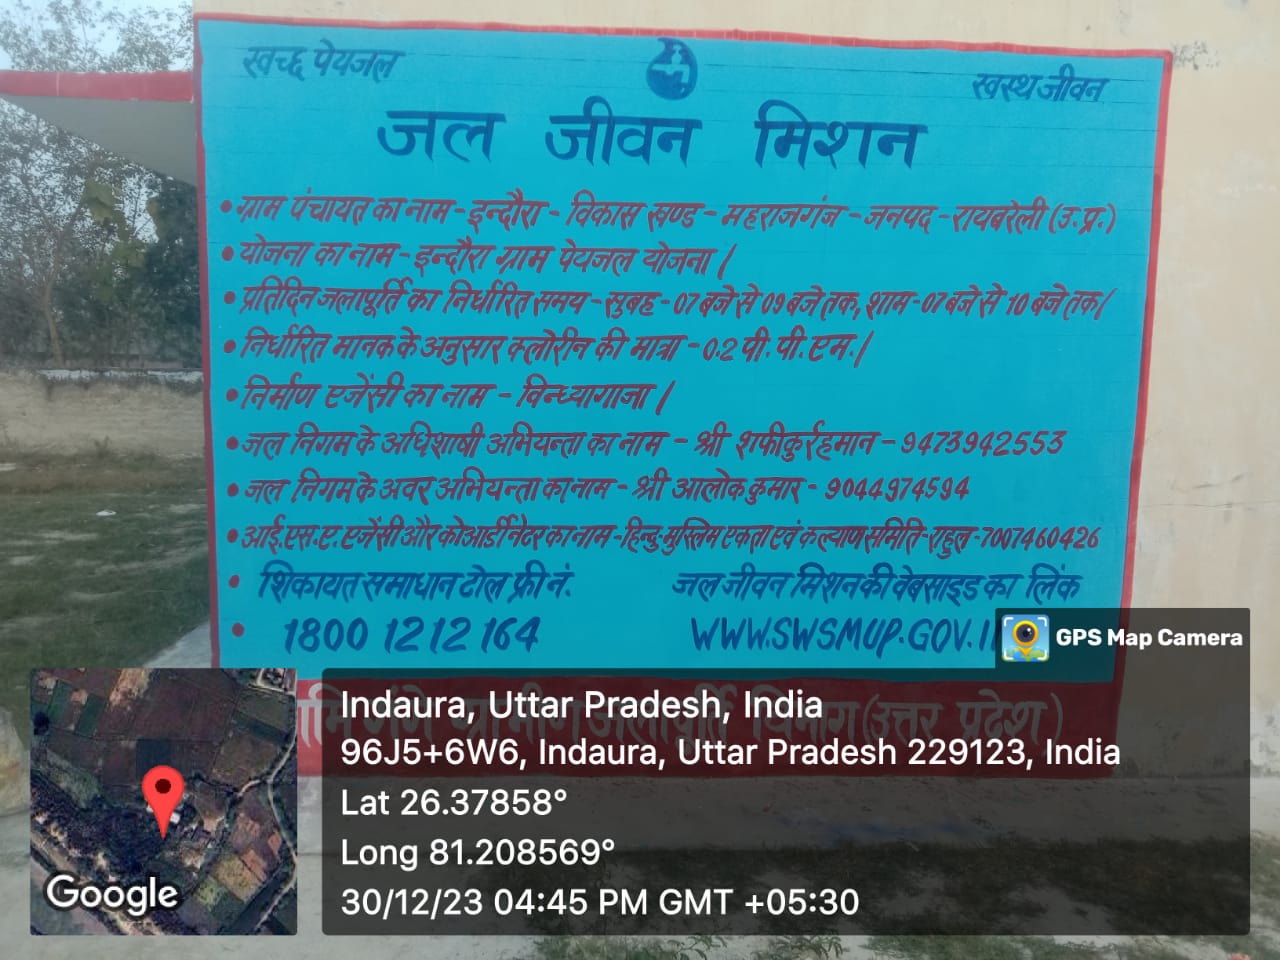 स्वच्छ पेयजल
स्वस्थ जीवन
जल जीवन मिशन
• ग्राम पंचायत का नाम - इन्दौरा - विकास खण्ड - महराजगंज - जनपद - रायबरेली (उ.प्र.)
• योजना का नाम - इन्दौरा ग्राम पेयजल योजना /
• प्रतिदिन जलापूर्ति का निर्धारित समय - सुबह - 07 बजे से 09 बजे तक, शाम - 07 बजे से 10 बजे तक/
• निर्धारित मानक के अनुसार क्लोरीन की मात्रा - 0.2 पी. पी. एम. /
• निर्माण एजेंसी का नाम - विन्ध्यागाजा /
• जल निगम के अधिशाषी अभियन्ता का नाम - श्री शफीकुर्रहमान - 9473942553
• जल निगम के अवर अभियन्ता का नाम - श्री आलोक कुमार - 9044974594
• आई.एस.ए. एजेंसी और कोआर्डीनेटर का नाम - हिन्दु मुस्लिम एकता एवं कल्याण समिति - राहुल - 7007460426
• शिकायत समाधान टोल फ्री नं. जल जीवन मिशन की वेबसाइड का लिंक
• 1800 1212 164 WWW.SWSMUP.GOV.I
ग्रामीण जलापूर्ति विभाग (उत्तर प्रदेश)
GPS Map Camera
Indaura, Uttar Pradesh, India
96J5+6W6, Indaura, Uttar Pradesh 229123, India
Lat 26.37858°
Long 81.208569°
30/12/23 04:45 PM GMT +05:30
Google